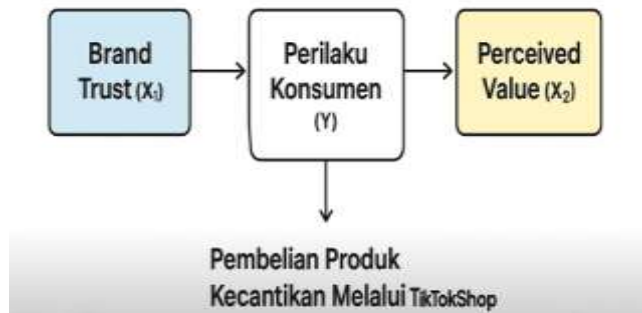 Brand
Trust (X₁)
Perilaku
Konsumen
(Y)
Perceived
Value (X₂)
Pembelian Produk
Kecantikan Melalui TikTokShop